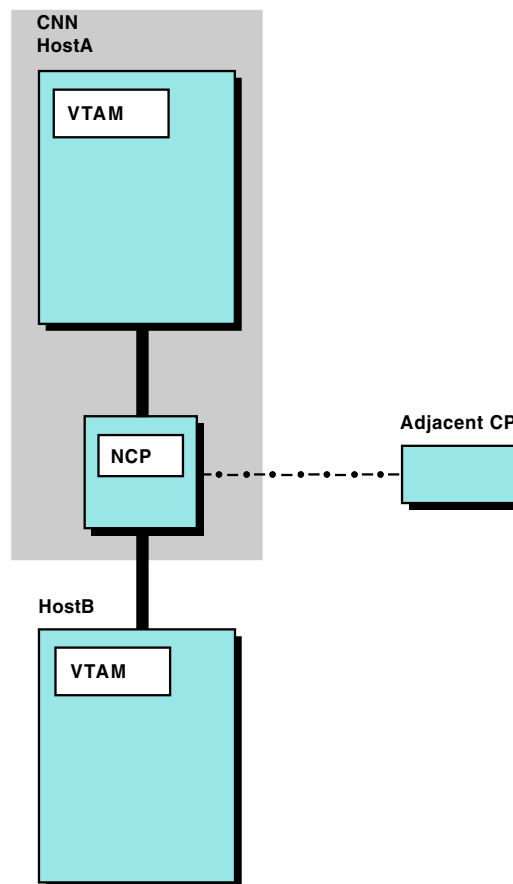 CNN
HostA
VTAM
NCP
Adjacent CP
HostB
VTAM